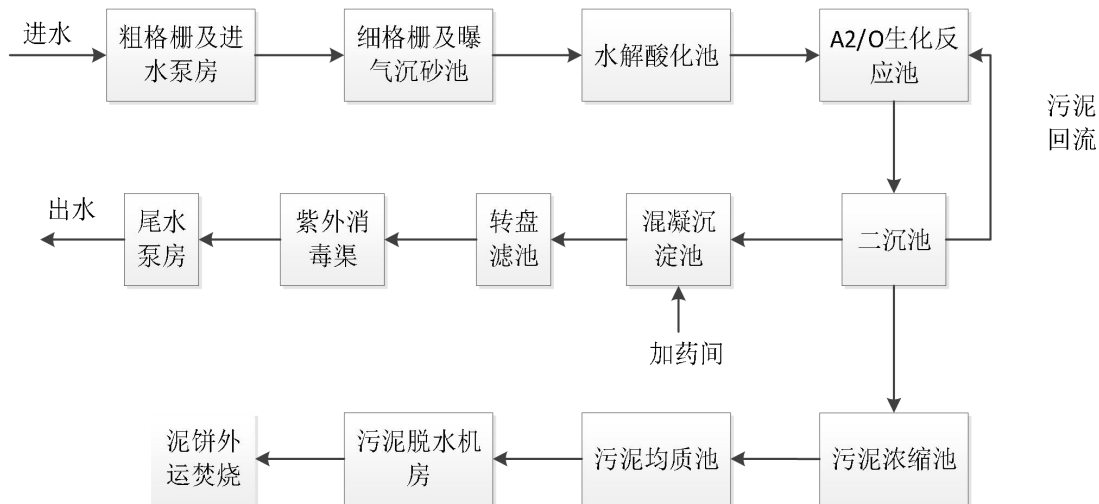 进水
粗格栅及进
水泵房
细格栅及曝
气沉砂池
水解酸化池
A2/O生化反
应池
污泥
回流
出水
尾水
泵房
紫外消
毒渠
转盘
滤池
混凝沉
淀池
二沉池
加药间
泥饼外
运焚烧
污泥脱水机
房
污泥均质池
污泥浓缩池